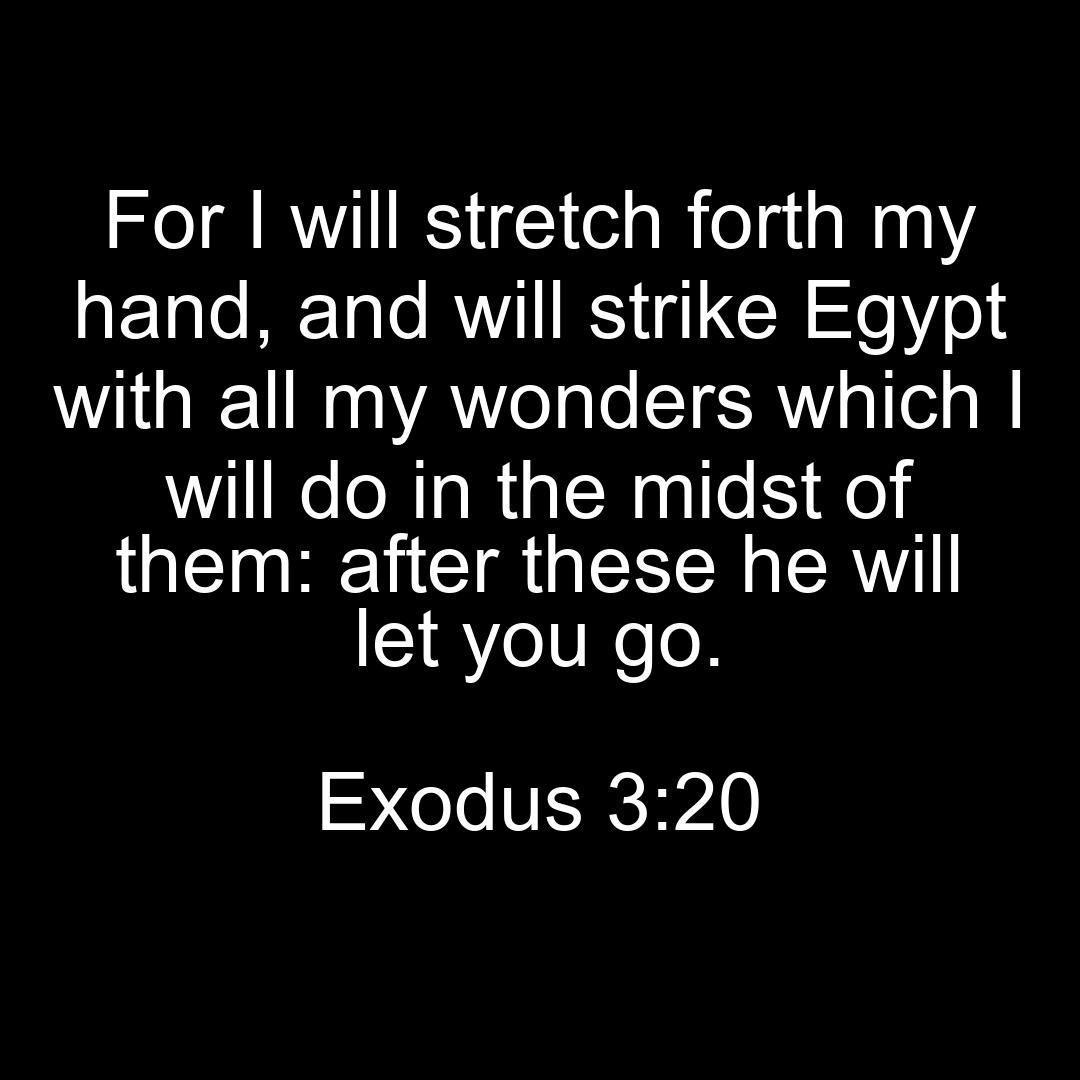 For I will stretch forth my
hand, and will strike Egypt
with all my wonders which I
will do in the midst of
them: after these he will
let you go.
Exodus 3:20